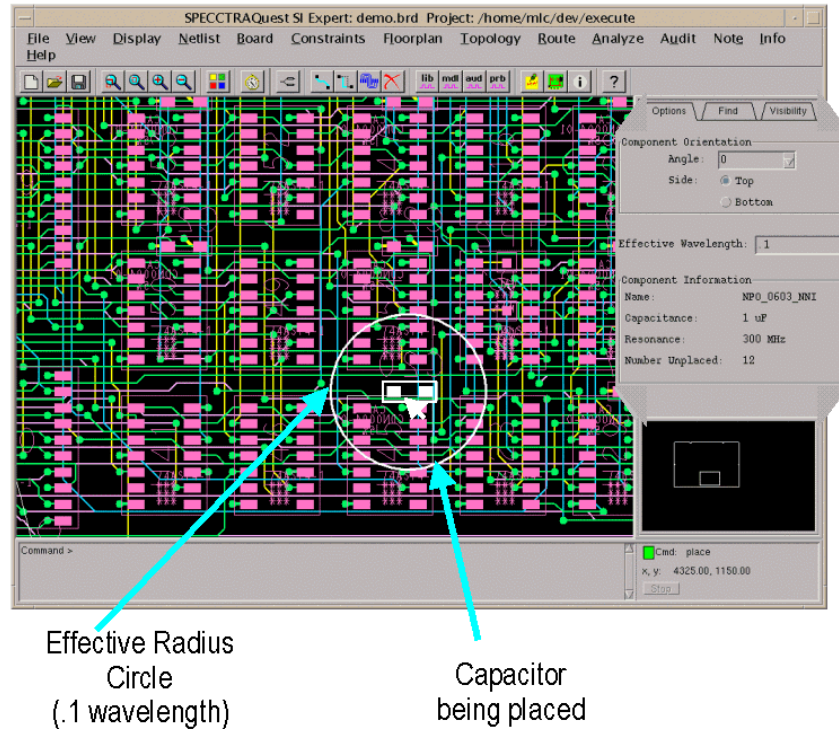 SPECCTRAQuest SI Expert: demo.brd Project: /home/mlc/dev/execute
File View Display Netlist Board Constraints Floorplan Topology Route Analyze Audit Note Info
Help
lib mdl aud prb i ?
Options Find Visibility
Component Orientation
Angle: 0
Side: Top
Bottom
Effective Wavelength: .1
Component Information
Name: NPO_0603_NNI
Capacitance: 1 uF
Resonance: 300 MHz
Number Unplaced: 12
Command >
Cmd: place
x, y: 4325.00, 1150.00
Stop
Effective Radius
Circle
(.1 wavelength)
Capacitor
being placed